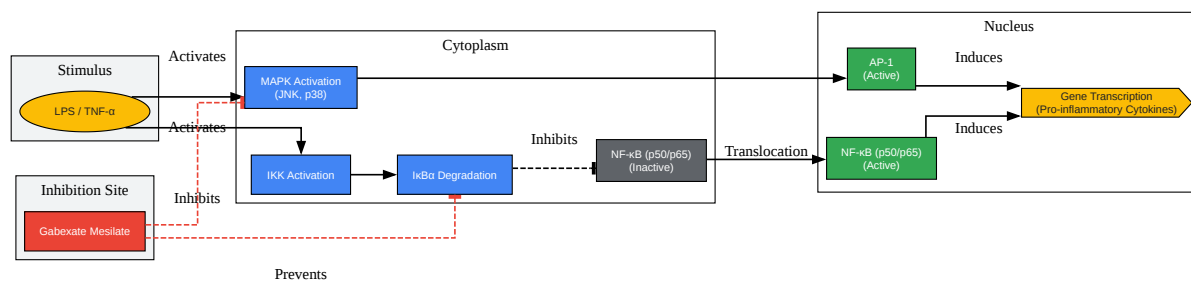 Stimulus
LPS / TNF-α
Activates
Activates
Inhibition Site
Gabexate Mesilate
Inhibits
Prevents
Cytoplasm
MAPK Activation
(JNK, p38)
IKK Activation
IκBα Degradation
Inhibits
NF-κB (p50/p65)
(Inactive)
Translocation
Nucleus
AP-1
(Active)
Induces
NF-κB (p50/p65)
(Active)
Induces
Gene Transcription
(Pro-inflammatory Cytokines)